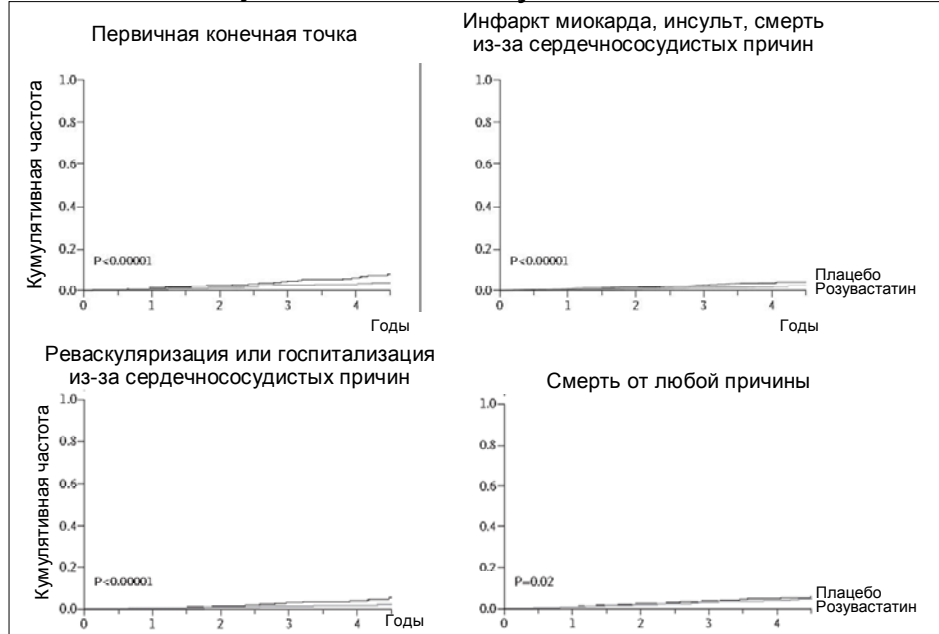 Первичная конечная точка
Кумулятивная частота
1.0
0.8
0.6
0.4
0.2
0.0
P<0.00001
0 1 2 3 4
Годы
Инфаркт миокарда, инсульт, смерть
из-за сердечнососудистых причин
1.0
0.8
0.6
0.4
0.2
0.0
P<0.00001
0 1 2 3 4
Плацебо
Розувастатин
Годы
Реваскуляризация или госпитализация
из-за сердечнососудистых причин
Кумулятивная частота
1.0
0.8
0.6
0.4
0.2
0.0
P<0.00001
0 1 2 3 4
Годы
Смерть от любой причины
1.0
0.8
0.6
0.4
0.2
0.0
P=0.02
0 1 2 3 4
Плацебо
Розувастатин